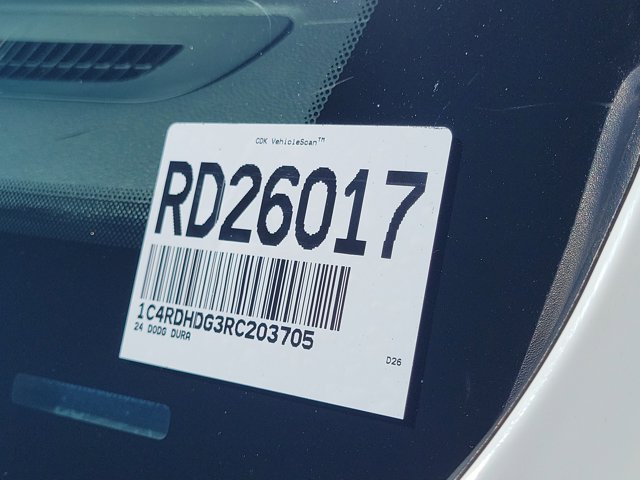 CDK VehicleScan™
RD26017
1C4RDHDG3RC203705
24 DODG DURA
D26